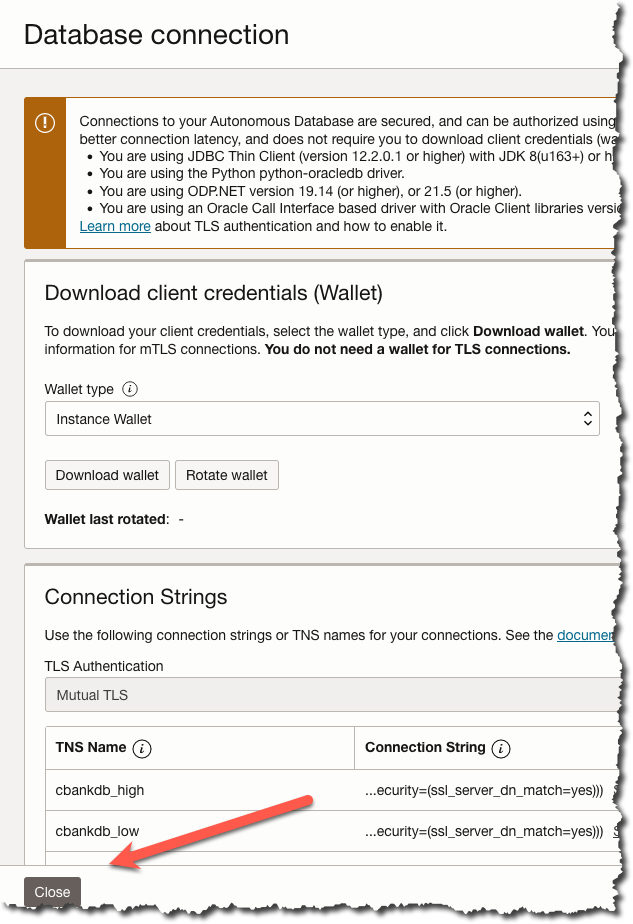 Database connection
Connections to your Autonomous Database are secured, and can be authorized using
better connection latency, and does not require you to download client credentials (wa
• You are using JDBC Thin Client (version 12.2.0.1 or higher) with JDK 8(u163+) or h
• You are using the Python python-oracledb driver.
• You are using ODP.NET version 19.14 (or higher), or 21.5 (or higher).
• You are using an Oracle Call Interface based driver with Oracle Client libraries versi
Learn more about TLS authentication and how to enable it.
Download client credentials (Wallet)
To download your client credentials, select the wallet type, and click Download wallet. You
information for mTLS connections. You do not need a wallet for TLS connections.
Wallet type
Instance Wallet
Download wallet Rotate wallet
Wallet last rotated: -
Connection Strings
Use the following connection strings or TNS names for your connections. See the documen
TLS Authentication
Mutual TLS
TNS Name Connection String
cbankdb_high ...ecurity=(ssl_server_dn_match=yes)))
cbankdb_low ...ecurity=(ssl_server_dn_match=yes)))
Close